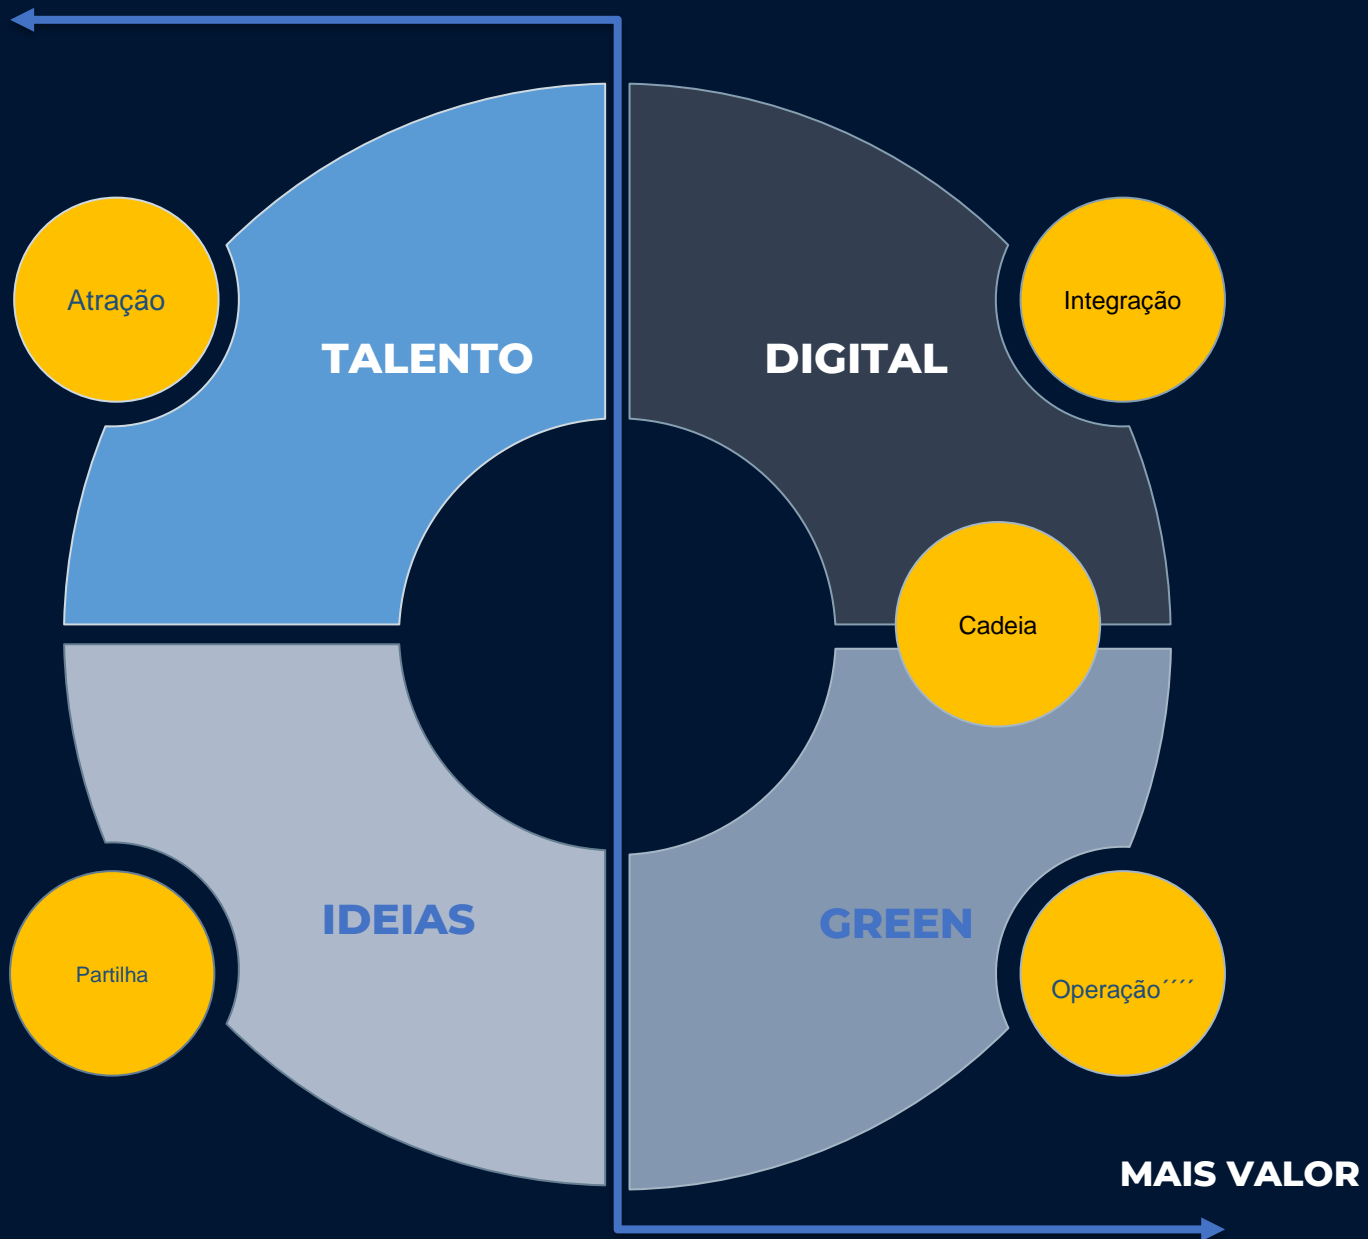 Atração
Integração
TALENTO
DIGITAL
Cadeia
IDEIAS
GREEN
Partilha
Operação´´´´
MAIS VALOR